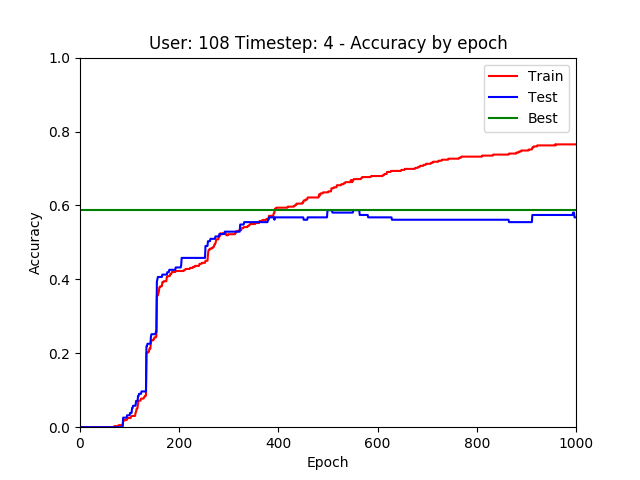 User: 108 Timestep: 4 - Accuracy by epoch
Train
Test
Best
1.0
0.8
0.6
0.4
0.2
0.0
Accuracy
0 200 400 600 800 1000
Epoch